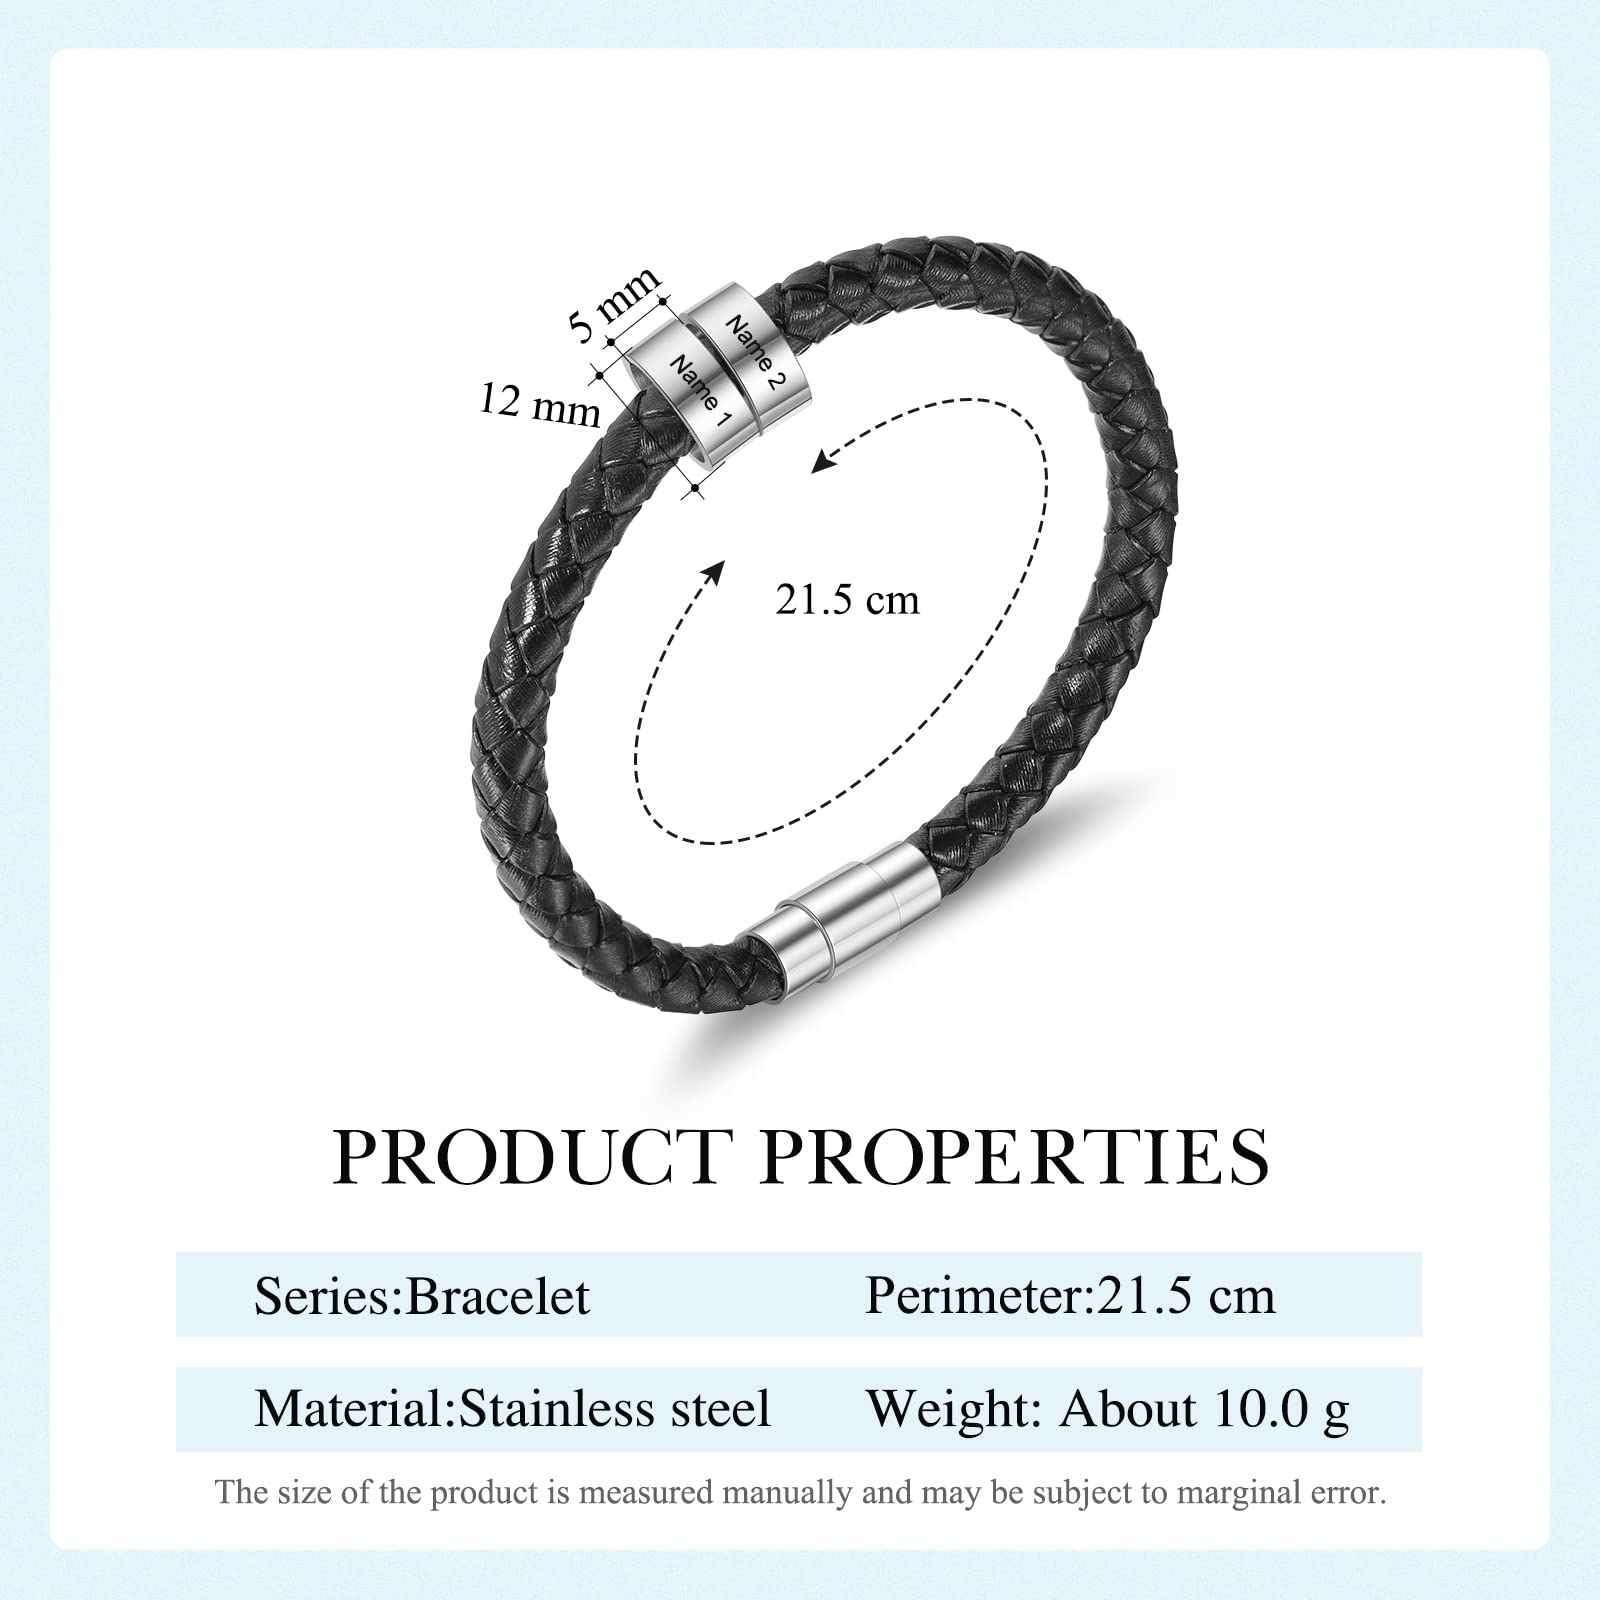 5 mm
12 mm
Name 1
Name 2
21.5 cm
PRODUCT PROPERTIES
Series:Bracelet
Perimeter:21.5 cm
Material:Stainless steel
Weight: About 10.0 g
The size of the product is measured manually and may be subject to marginal error.